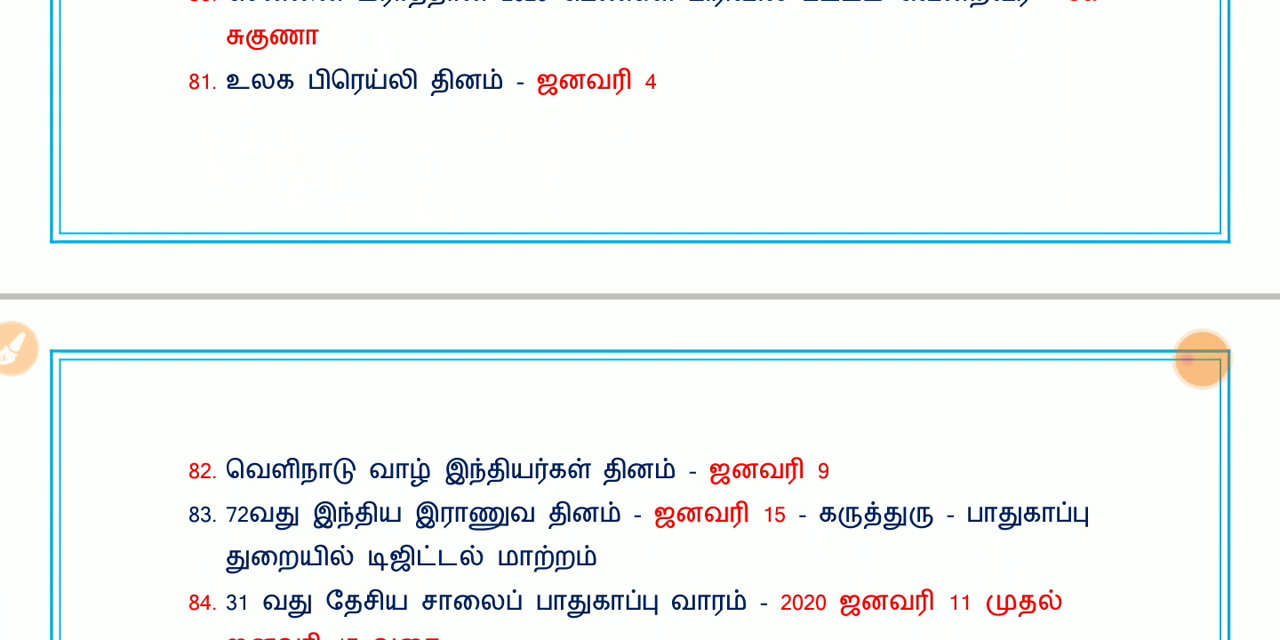 சுகுணா
81. உலக பிரெய்லி தினம் - ஜனவரி 4
82. வெளிநாடு வாழ் இந்தியர்கள் தினம் - ஜனவரி 9
83. 72வது இந்திய இராணுவ தினம் - ஜனவரி 15 - கருத்துரு - பாதுகாப்பு
துறையில் டிஜிட்டல் மாற்றம்
84. 31 வது தேசிய சாலைப் பாதுகாப்பு வாரம் - 2020 ஜனவரி 11 முதல்